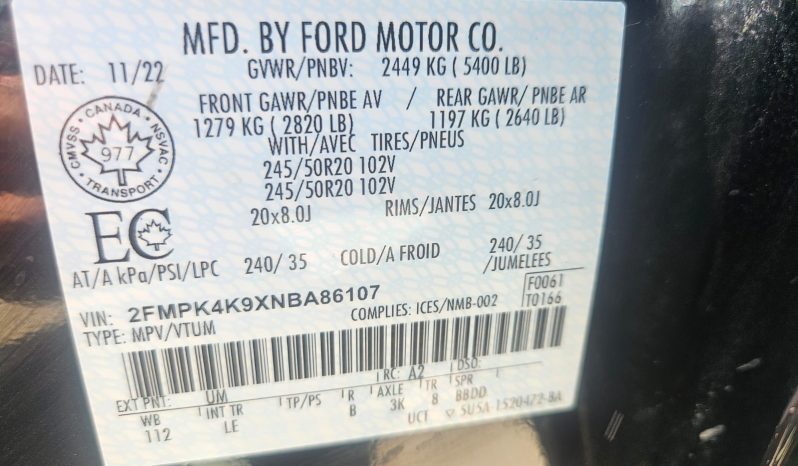 MFD. BY FORD MOTOR CO.
DATE: 11/22
GVWR/PNBV: 2449 KG ( 5400 LB)
FRONT GAWR/PNBE AV / REAR GAWR/ PNBE AR
1279 KG ( 2820 LB) 1197 KG ( 2640 LB)
WITH/AVEC TIRES/PNEUS
245/50R20 102V
245/50R20 102V
20x8.0J RIMS/JANTES 20x8.0J
CANADA
CMVSS 977 NSVAC
TRANSPORT
EC
AT/A kPa/PSI/LPC 240/ 35 COLD/A FROID 240/ 35
/JUMELEES
VIN: 2FMPK4K9XNBA86107
F0061
T0166
TYPE: MPV/VTUM COMPLIES: ICES/NMB-002
RC: A2 DSO:
EXT PNT: UM
WB INT TR TP/PS R AXLE TR SPR
112 LE B 3K 8 BBDD
UCT